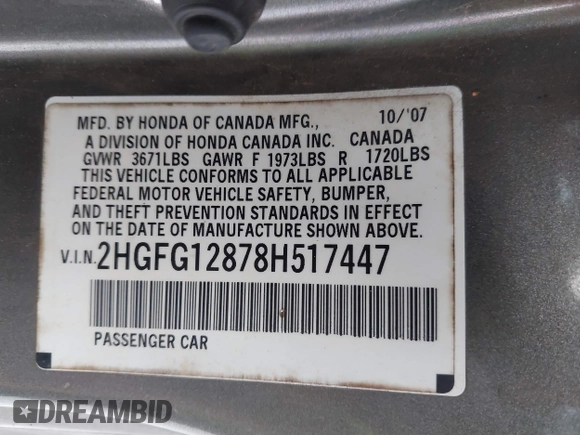 MFD. BY HONDA OF CANADA MFG., 10/'07
A DIVISION OF HONDA CANADA INC. CANADA
GVWR 3671LBS GAWR F 1973LBS R 1720LBS
THIS VEHICLE CONFORMS TO ALL APPLICABLE
FEDERAL MOTOR VEHICLE SAFETY, BUMPER,
AND THEFT PREVENTION STANDARDS IN EFFECT
ON THE DATE OF MANUFACTURE SHOWN ABOVE.
V.I.N. 2HGFG12878H517447
PASSENGER CAR
DREAMBID